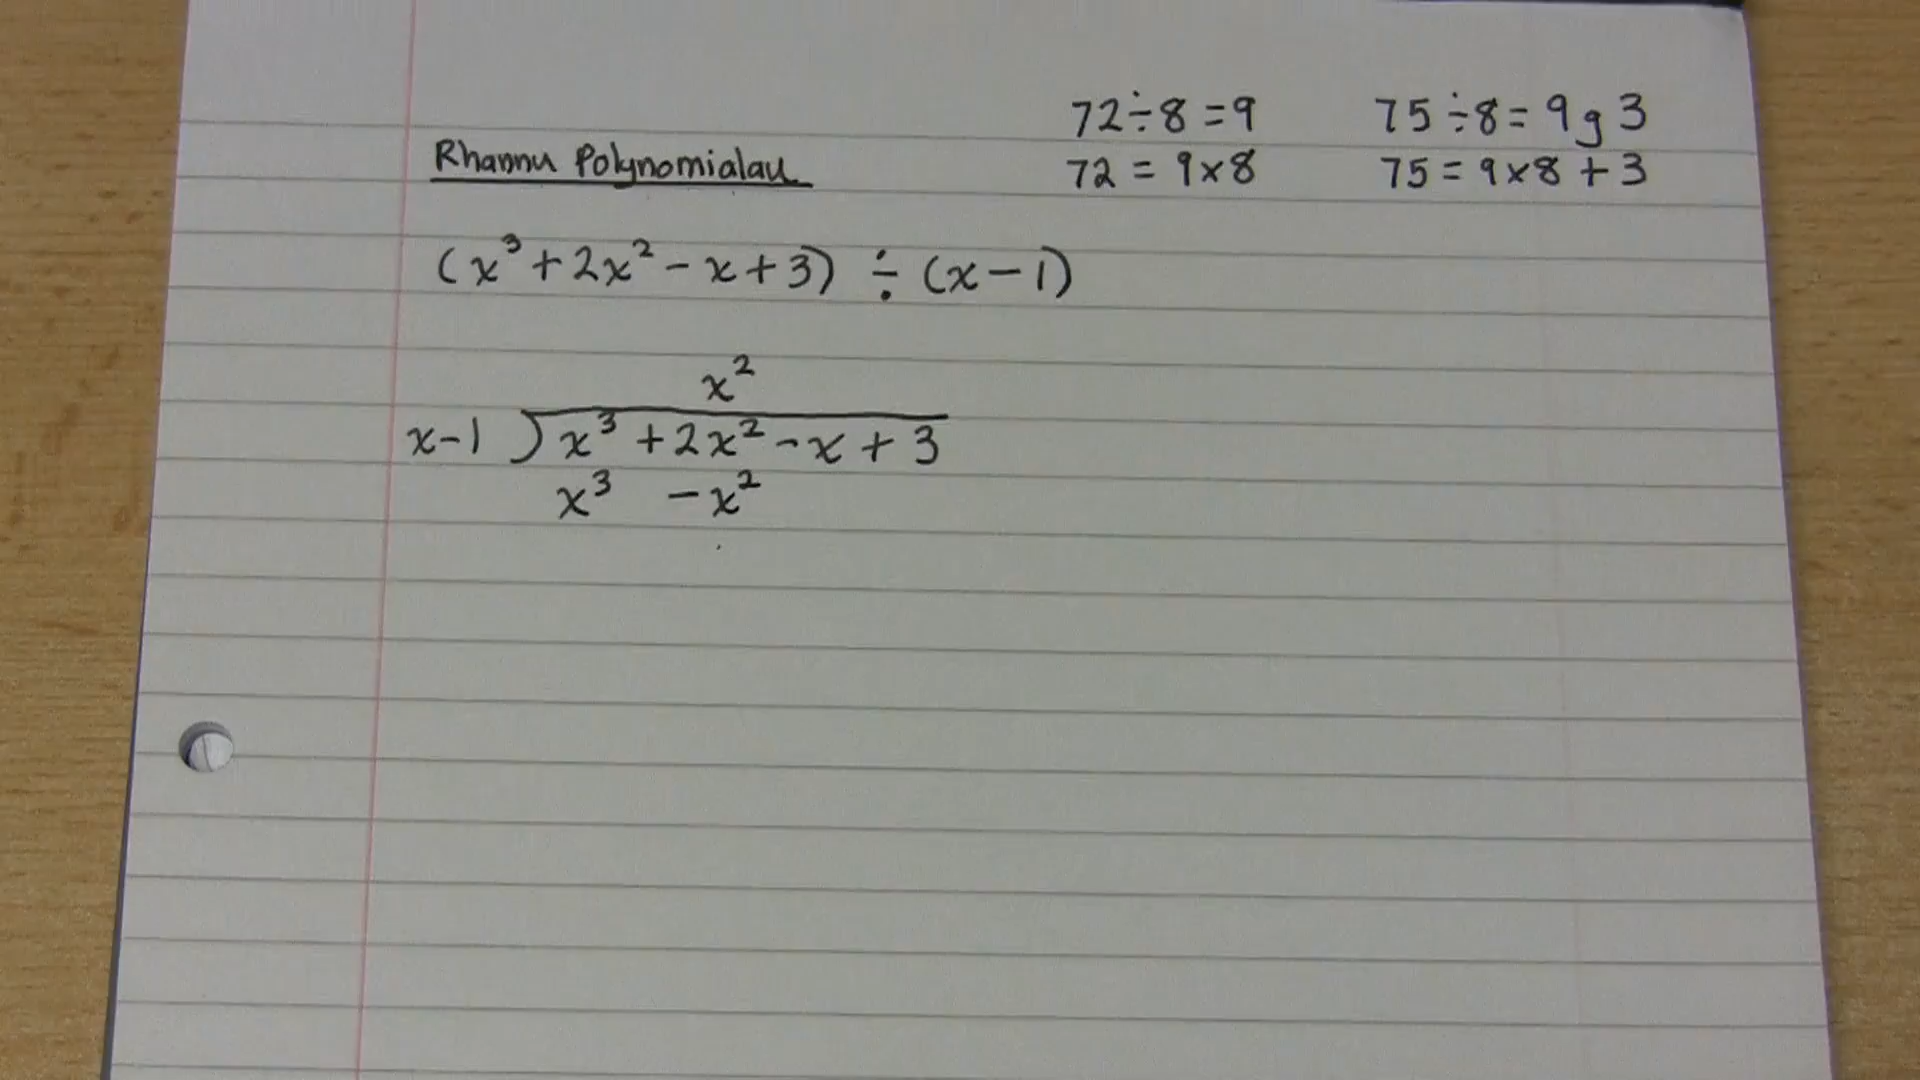 72÷8=9 75÷8=9 g 3
Rhannu Polynomialau
72 = 9×8 75=9×8+3
(x³+2x²-x+3) ÷ (x-1)
x²
x-1 ) x³+2x²-x+3
x³ -x²